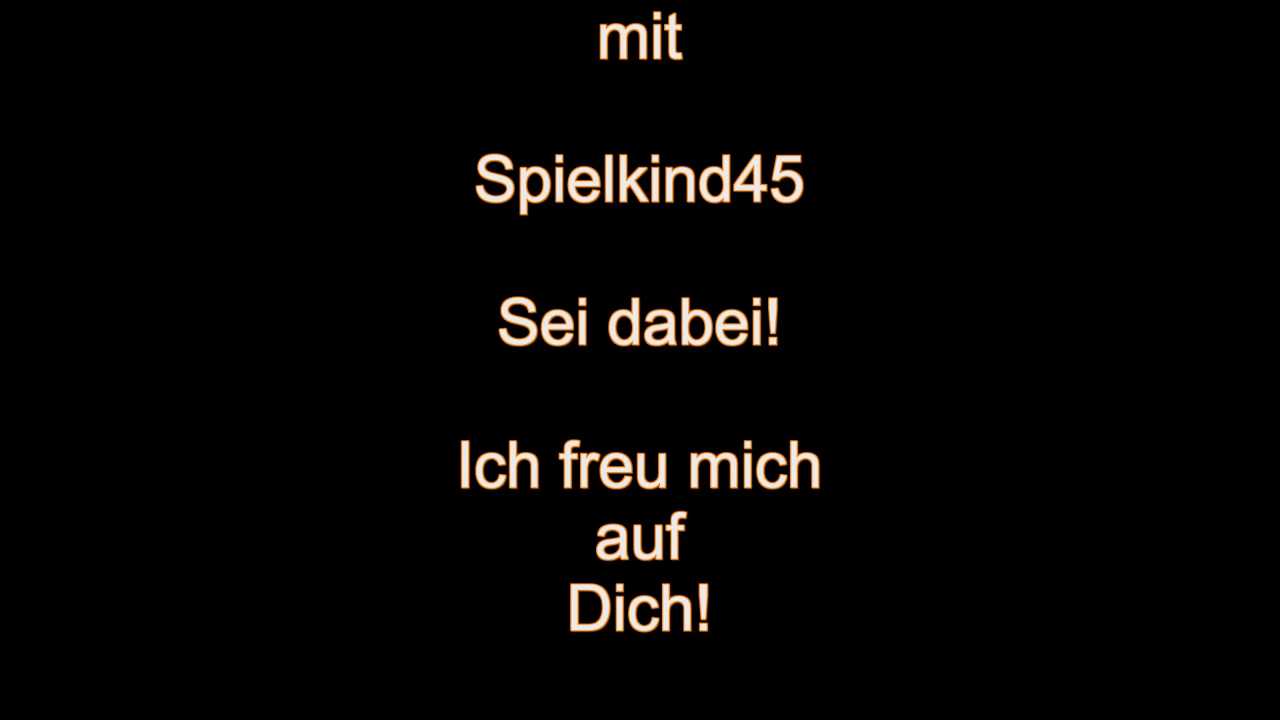 mit
Spielkind45
Sei dabei!
Ich freu mich
auf
Dich!